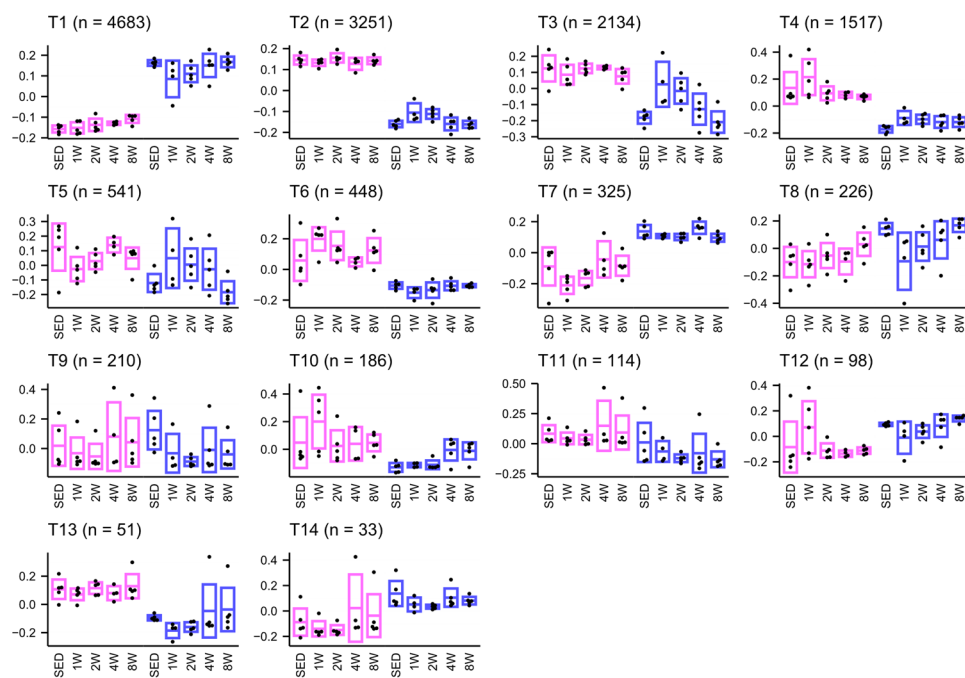 T1 (n = 4683) T2 (n = 3251) T3 (n = 2134) T4 (n = 1517)
0.2 0.1 0.0 −0.1 −0.2
0.2 0.1 0.0 −0.1 −0.2
0.2 0.1 0.0 −0.1 −0.2 −0.3
0.4 0.2 0.0 −0.2
SED 1W 2W 4W 8W SED 1W 2W 4W 8W
SED 1W 2W 4W 8W SED 1W 2W 4W 8W
SED 1W 2W 4W 8W SED 1W 2W 4W 8W
SED 1W 2W 4W 8W SED 1W 2W 4W 8W
T5 (n = 541) T6 (n = 448) T7 (n = 325) T8 (n = 226)
0.3 0.2 0.1 0.0 −0.1 −0.2
0.2 0.0 −0.2
0.2 0.1 0.0 −0.1 −0.2 −0.3
0.2 0.0 −0.2 −0.4
SED 1W 2W 4W 8W SED 1W 2W 4W 8W
SED 1W 2W 4W 8W SED 1W 2W 4W 8W
SED 1W 2W 4W 8W SED 1W 2W 4W 8W
SED 1W 2W 4W 8W SED 1W 2W 4W 8W
T9 (n = 210) T10 (n = 186) T11 (n = 114) T12 (n = 98)
0.4 0.2 0.0
0.4 0.2 0.0
0.50 0.25 0.00 −0.25
0.4 0.2 0.0 −0.2
SED 1W 2W 4W 8W SED 1W 2W 4W 8W
SED 1W 2W 4W 8W SED 1W 2W 4W 8W
SED 1W 2W 4W 8W SED 1W 2W 4W 8W
SED 1W 2W 4W 8W SED 1W 2W 4W 8W
T13 (n = 51) T14 (n = 33)
0.2 0.0 −0.2
0.4 0.2 0.0 −0.2
SED 1W 2W 4W 8W SED 1W 2W 4W 8W
SED 1W 2W 4W 8W SED 1W 2W 4W 8W